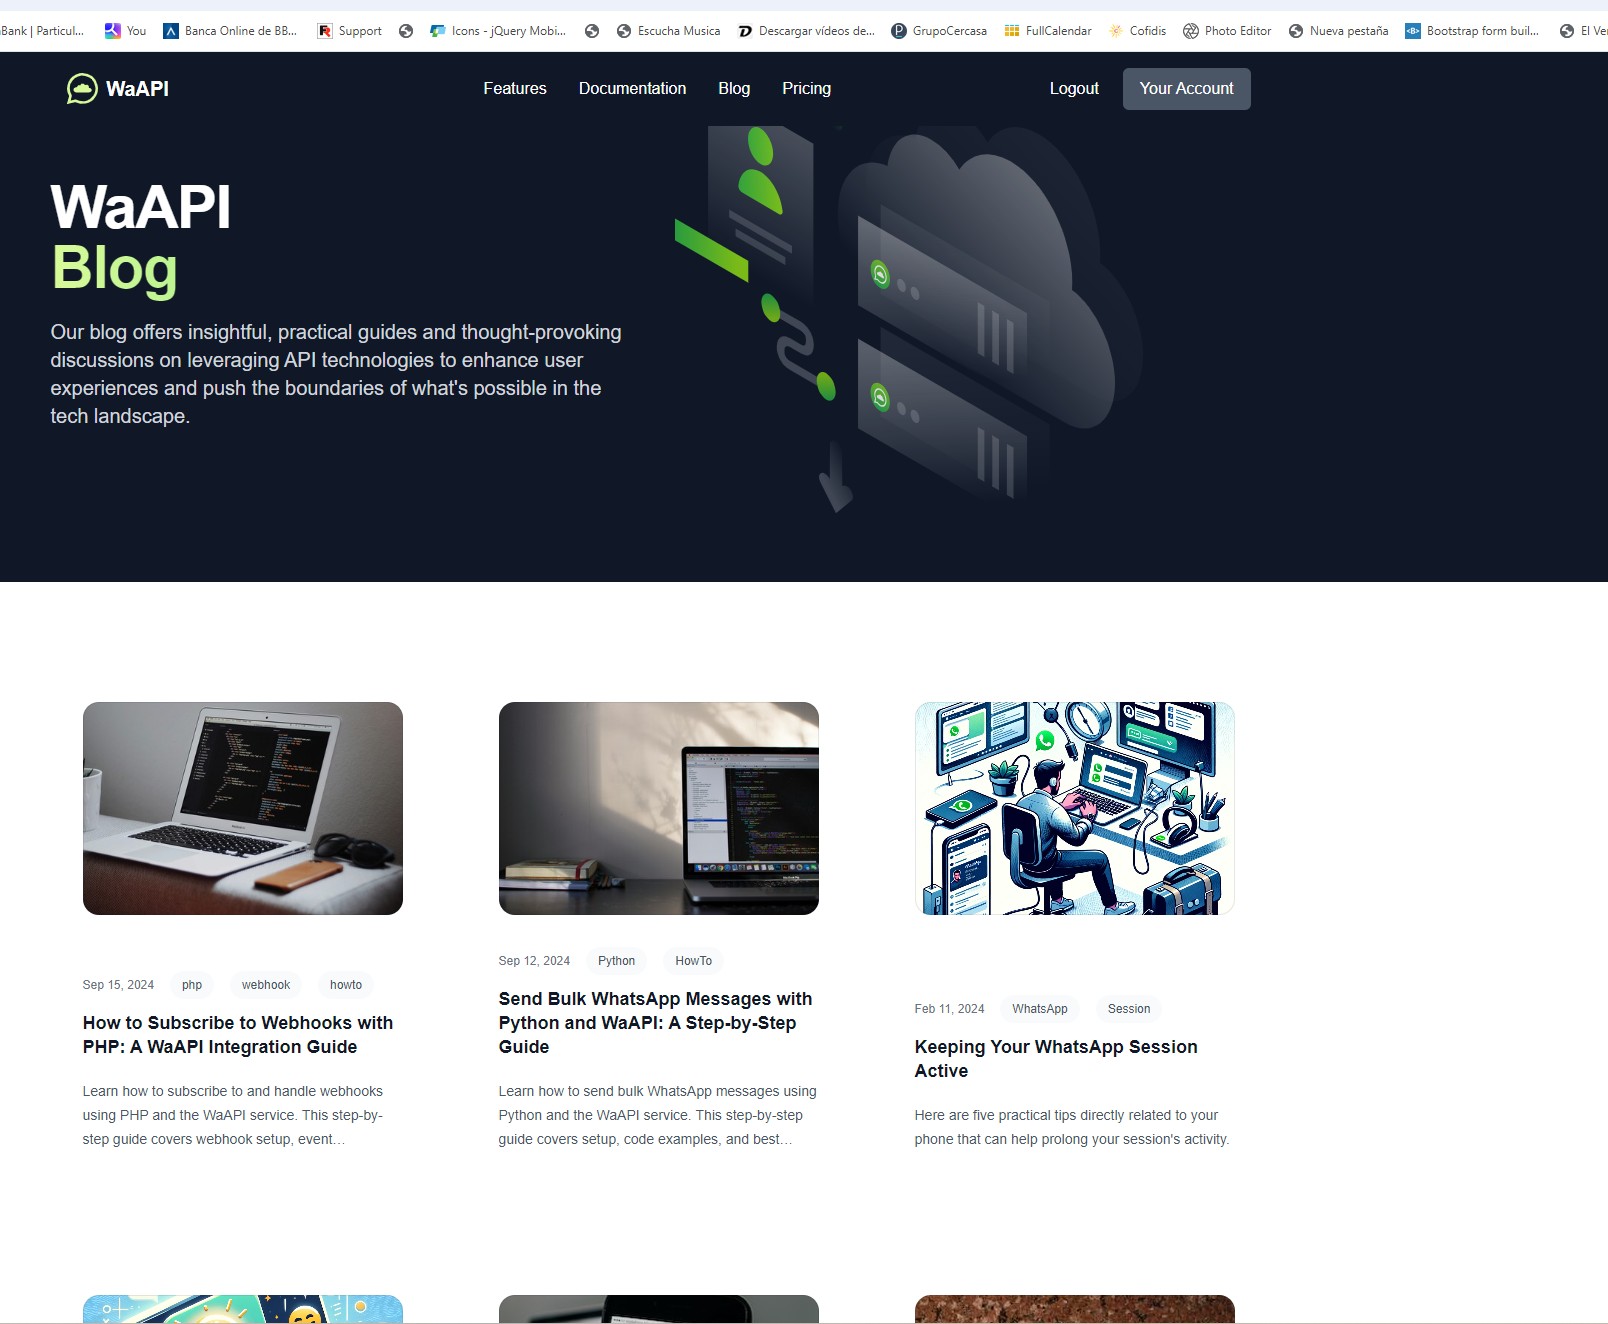 Bank | Particul...
You
Banca Online de BB...
Support
Icons - jQuery Mobi...
Escucha Musica
Descargar vídeos de...
GrupoCercasa
FullCalendar
Cofidis
Photo Editor
Nueva pestaña
Bootstrap form buil...
El Ve
WaAPI
Features
Documentation
Blog
Pricing
Logout
Your Account
WaAPI
Blog
Our blog offers insightful, practical guides and thought-provoking
discussions on leveraging API technologies to enhance user
experiences and push the boundaries of what's possible in the
tech landscape.
Sep 15, 2024 php webhook howto
How to Subscribe to Webhooks with
PHP: A WaAPI Integration Guide
Learn how to subscribe to and handle webhooks
using PHP and the WaAPI service. This step-by-
step guide covers webhook setup, event…
Sep 12, 2024 Python HowTo
Send Bulk WhatsApp Messages with
Python and WaAPI: A Step-by-Step
Guide
Learn how to send bulk WhatsApp messages using
Python and the WaAPI service. This step-by-step
guide covers setup, code examples, and best…
Feb 11, 2024 WhatsApp Session
Keeping Your WhatsApp Session
Active
Here are five practical tips directly related to your
phone that can help prolong your session's activity.